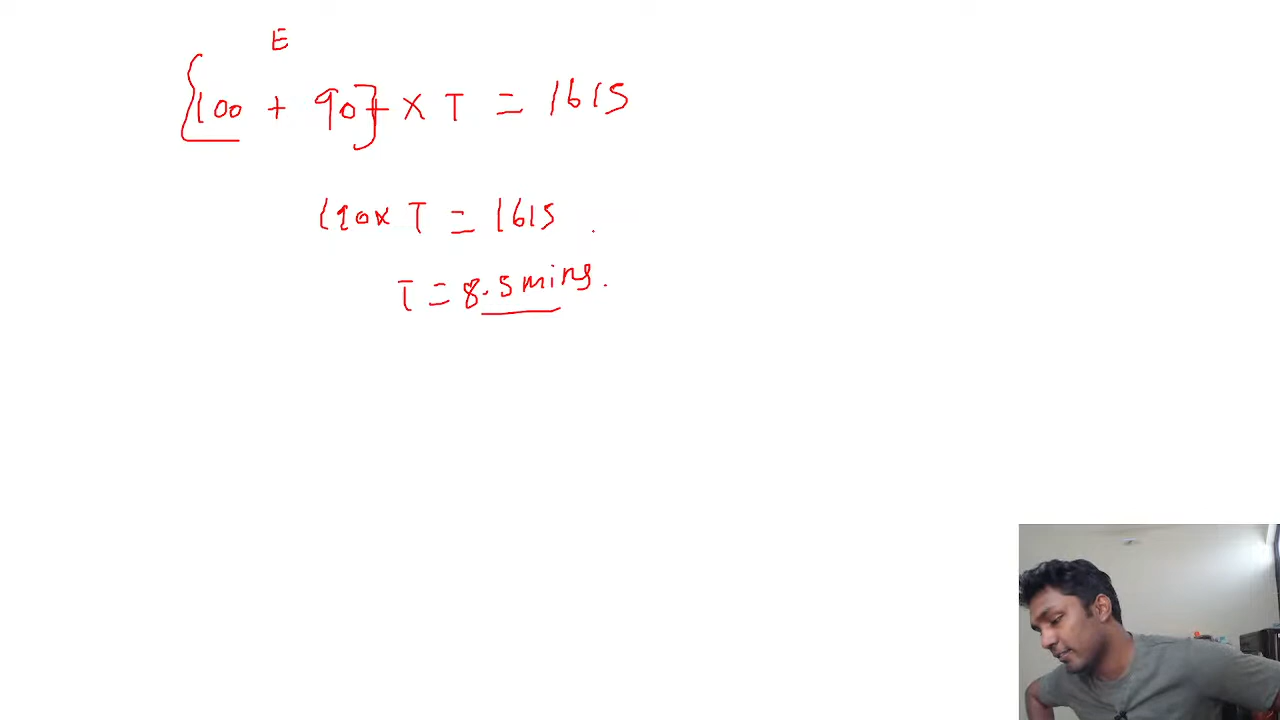 E
{100 + 90} × T = 1615
190 × T = 1615 .
T = 8.5 mins.